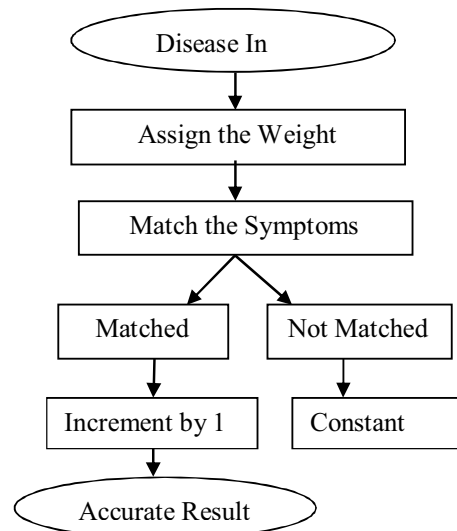 Disease In
Assign the Weight
Match the Symptoms
Matched
Not Matched
Increment by 1
Constant
Accurate Result